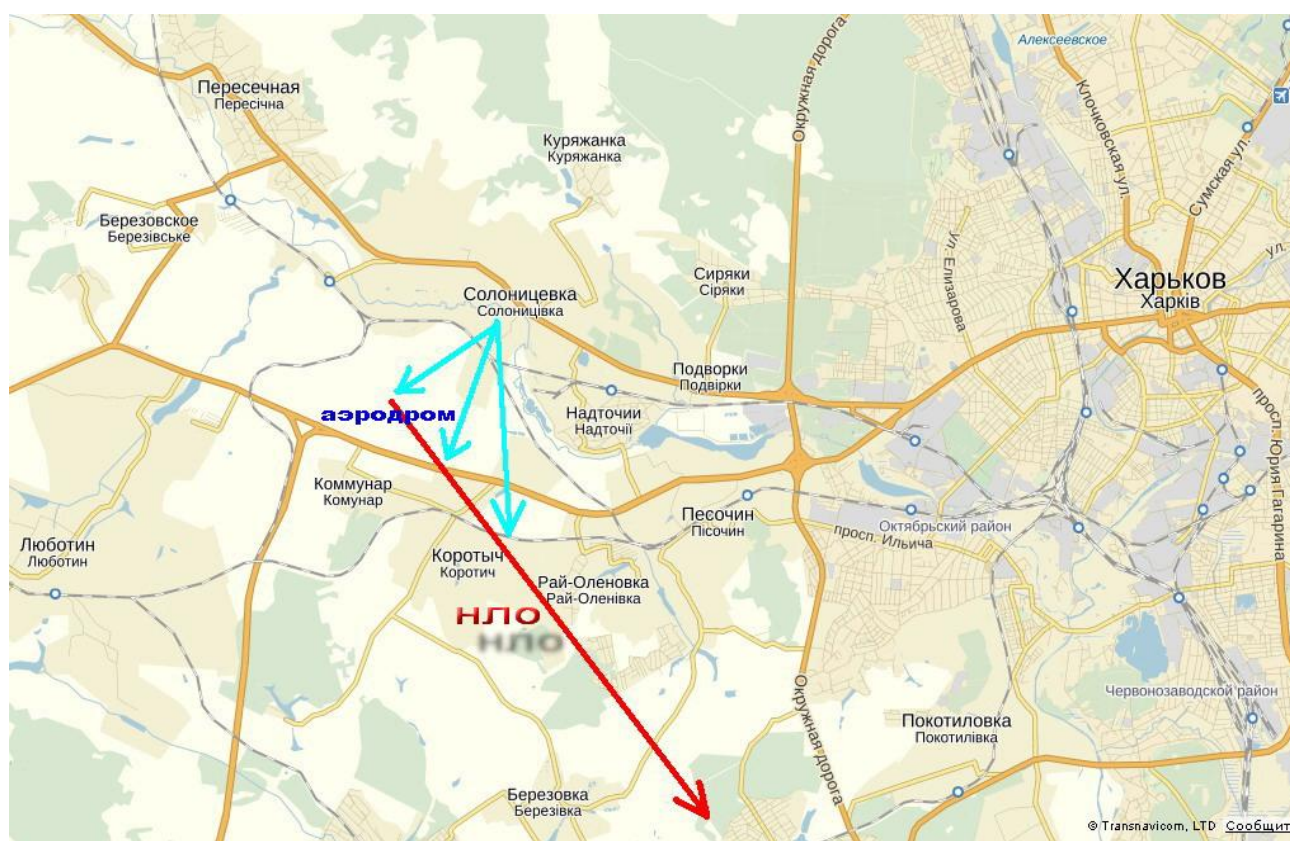 Алексеевское
Окружная дорога
Клочковская ул.
Сумская ул.
Пересечная
Пересічна
Куряжанка
Куряжанка
Березовское
Березівське
ул. Елизарова
ул.
Сиряки
Сіряки
Харьков
Харків
Солоницевка
Солоницівка
Подворки
Подвірки
аэродром
Надточии
Надточії
просп. Юрия Гагарина
Коммунар
Комунар
Песочин
Пісочин
Октябрьский район
просп. Ильича
Люботин
Люботин
Коротыч
Коротич
Рай-Оленовка
Рай-Оленівка
НЛО
НЛО
Червонозаводской район
Окружная дорога
Покотиловка
Покотилівка
Березовка
Березівка
© Transnavicom, LTD Сообщит